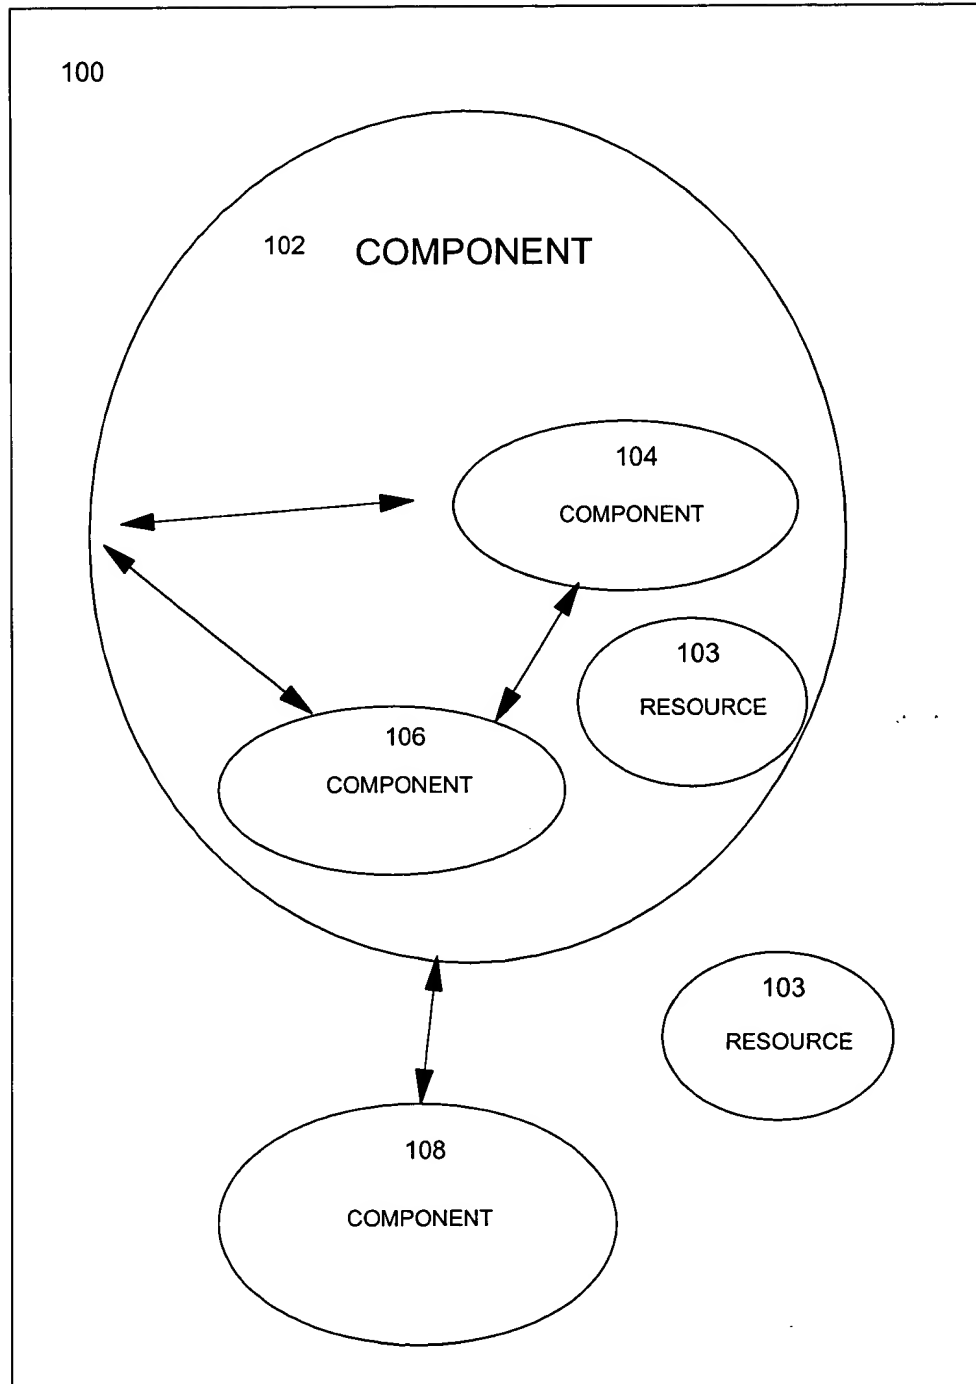 100
102 COMPONENT
104
COMPONENT
103
RESOURCE
106
COMPONENT
103
RESOURCE
108
COMPONENT